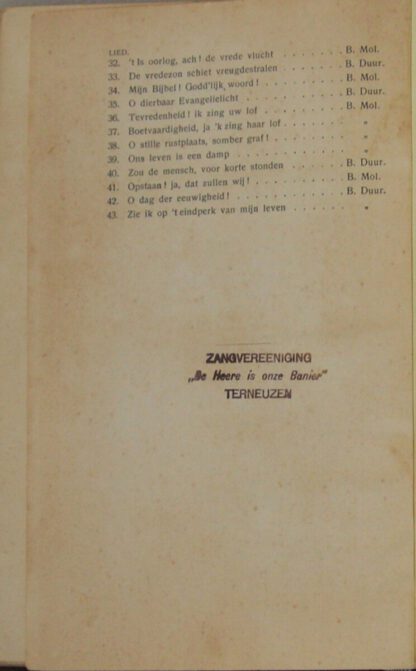 LIED.
32. 't Is oorlog, ach! de vrede vlucht . . . . . . . B. Mol.
33. De vredezon schiet vreugdestralen . . . . . . . B. Duur.
34. Mijn Bijbel! Godd'lijk woord! . . . . . . . . B. Mol.
35. O dierbaar Evangelielicht . . . . . . . . . B. Duur.
36. Tevredenheid! ik zing uw lof . . . . . . . . B. Mol.
37. Boetvaardigheid, ja 'k zing haar lof . . . . . . . "
38. O stille rustplaats, somber graf! . . . . . . . . "
39. Ons leven is een damp . . . . . . . . . . "
40. Zou de mensch, voor korte stonden . . . . . . B. Duur.
41. Opstaan! ja, dat zullen wij! . . . . . . . . . B. Mol.
42. O dag der eeuwigheid! . . . . . . . . . . B. Duur.
43. Zie ik op 't eindperk van mijn leven . . . . . . "
ZANGVEREENIGING
„De Heere is onze Banier"
TERNEUZEN